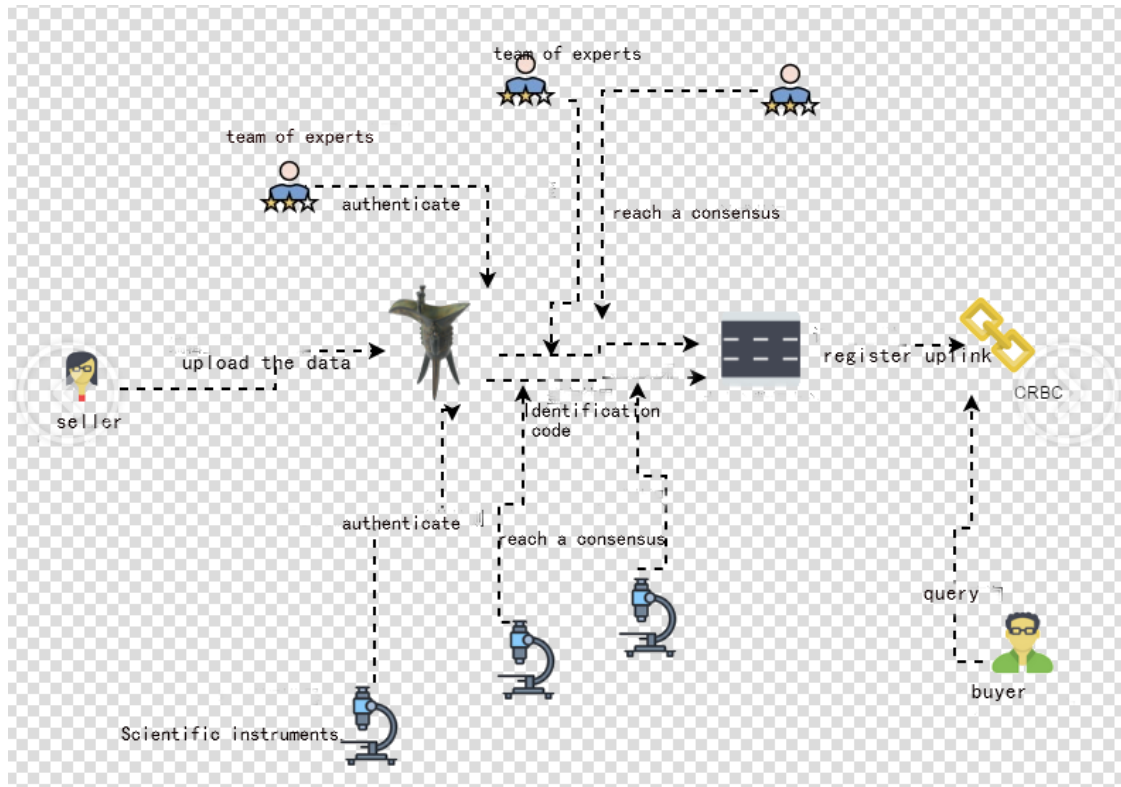 team of experts
team of experts
authenticate
reach a consensus
upload the data
register uplink
CRBC
seller
Identification
code
authenticate
reach a consensus
query
buyer
Scientific instruments